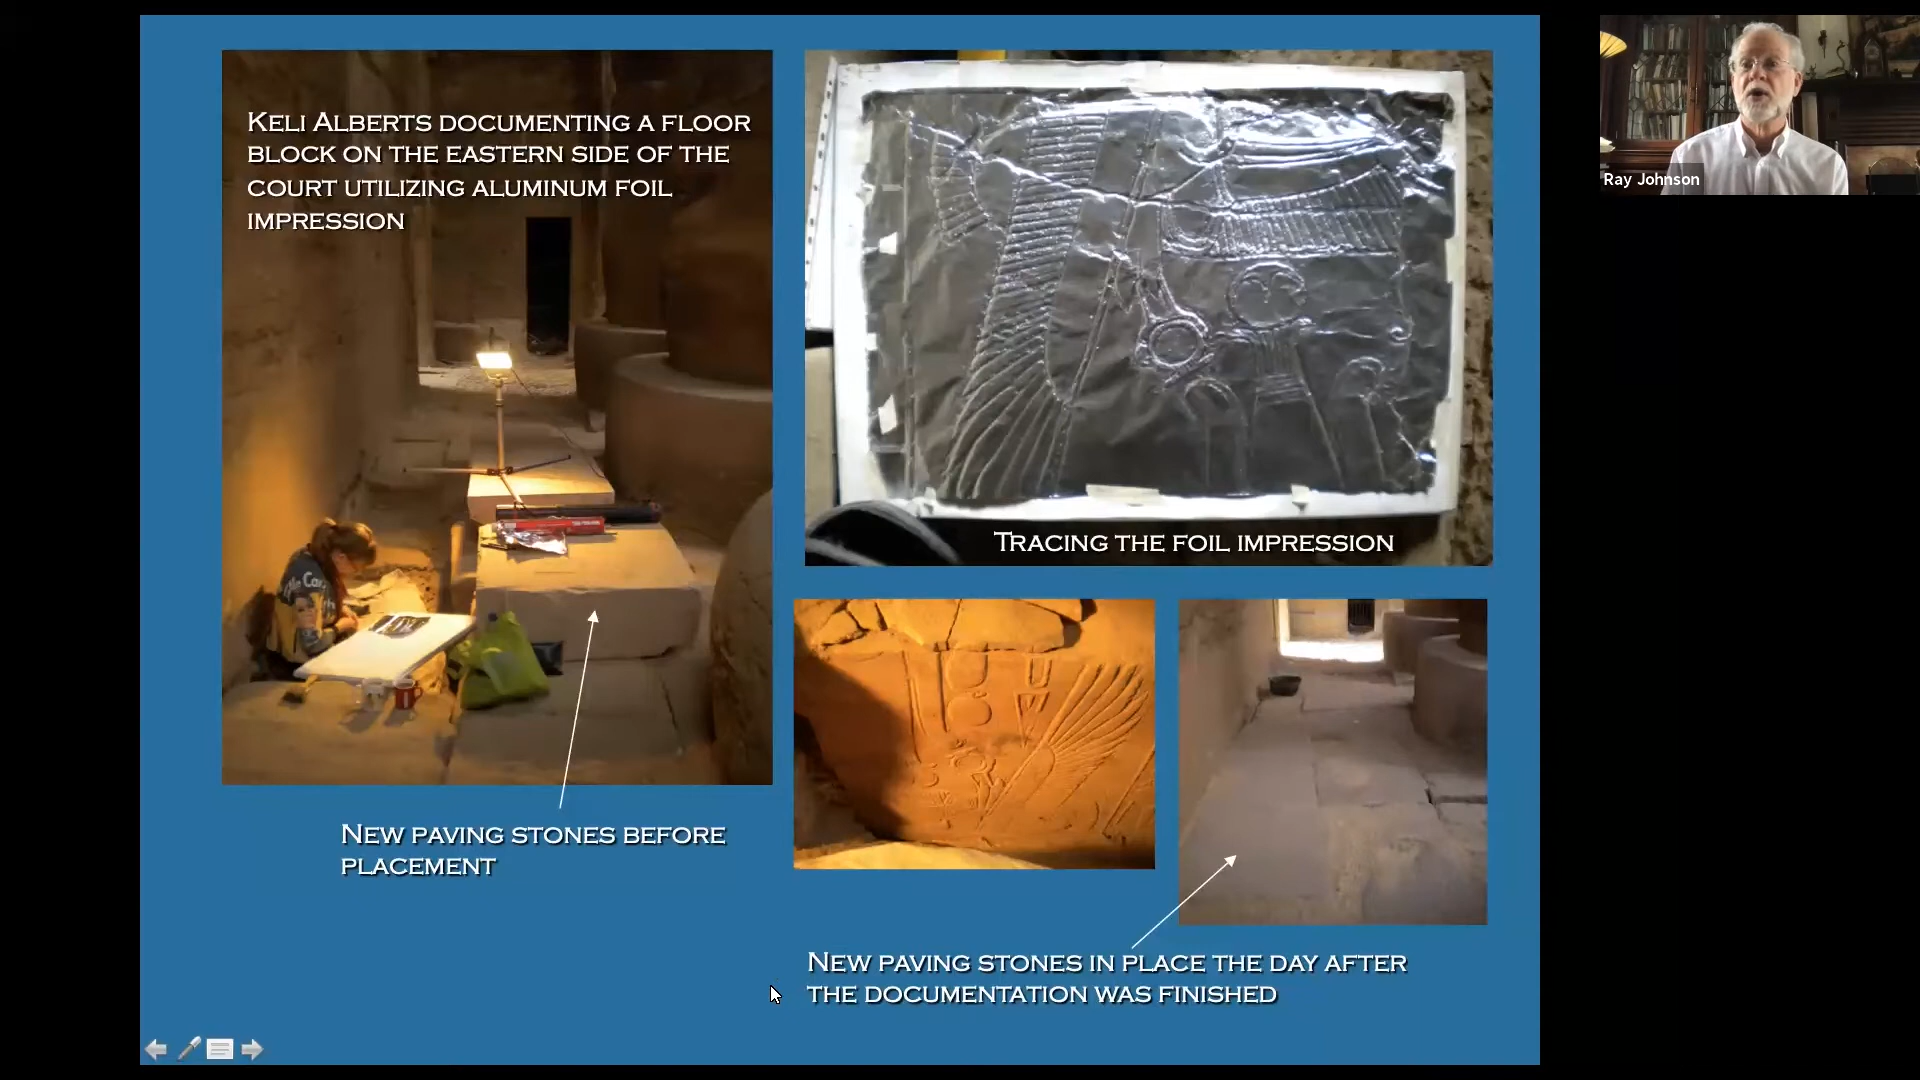 KELI ALBERTS DOCUMENTING A FLOOR
BLOCK ON THE EASTERN SIDE OF THE
COURT UTILIZING ALUMINUM FOIL
IMPRESSION
TRACING THE FOIL IMPRESSION
NEW PAVING STONES BEFORE
PLACEMENT
NEW PAVING STONES IN PLACE THE DAY AFTER
THE DOCUMENTATION WAS FINISHED
Ray Johnson